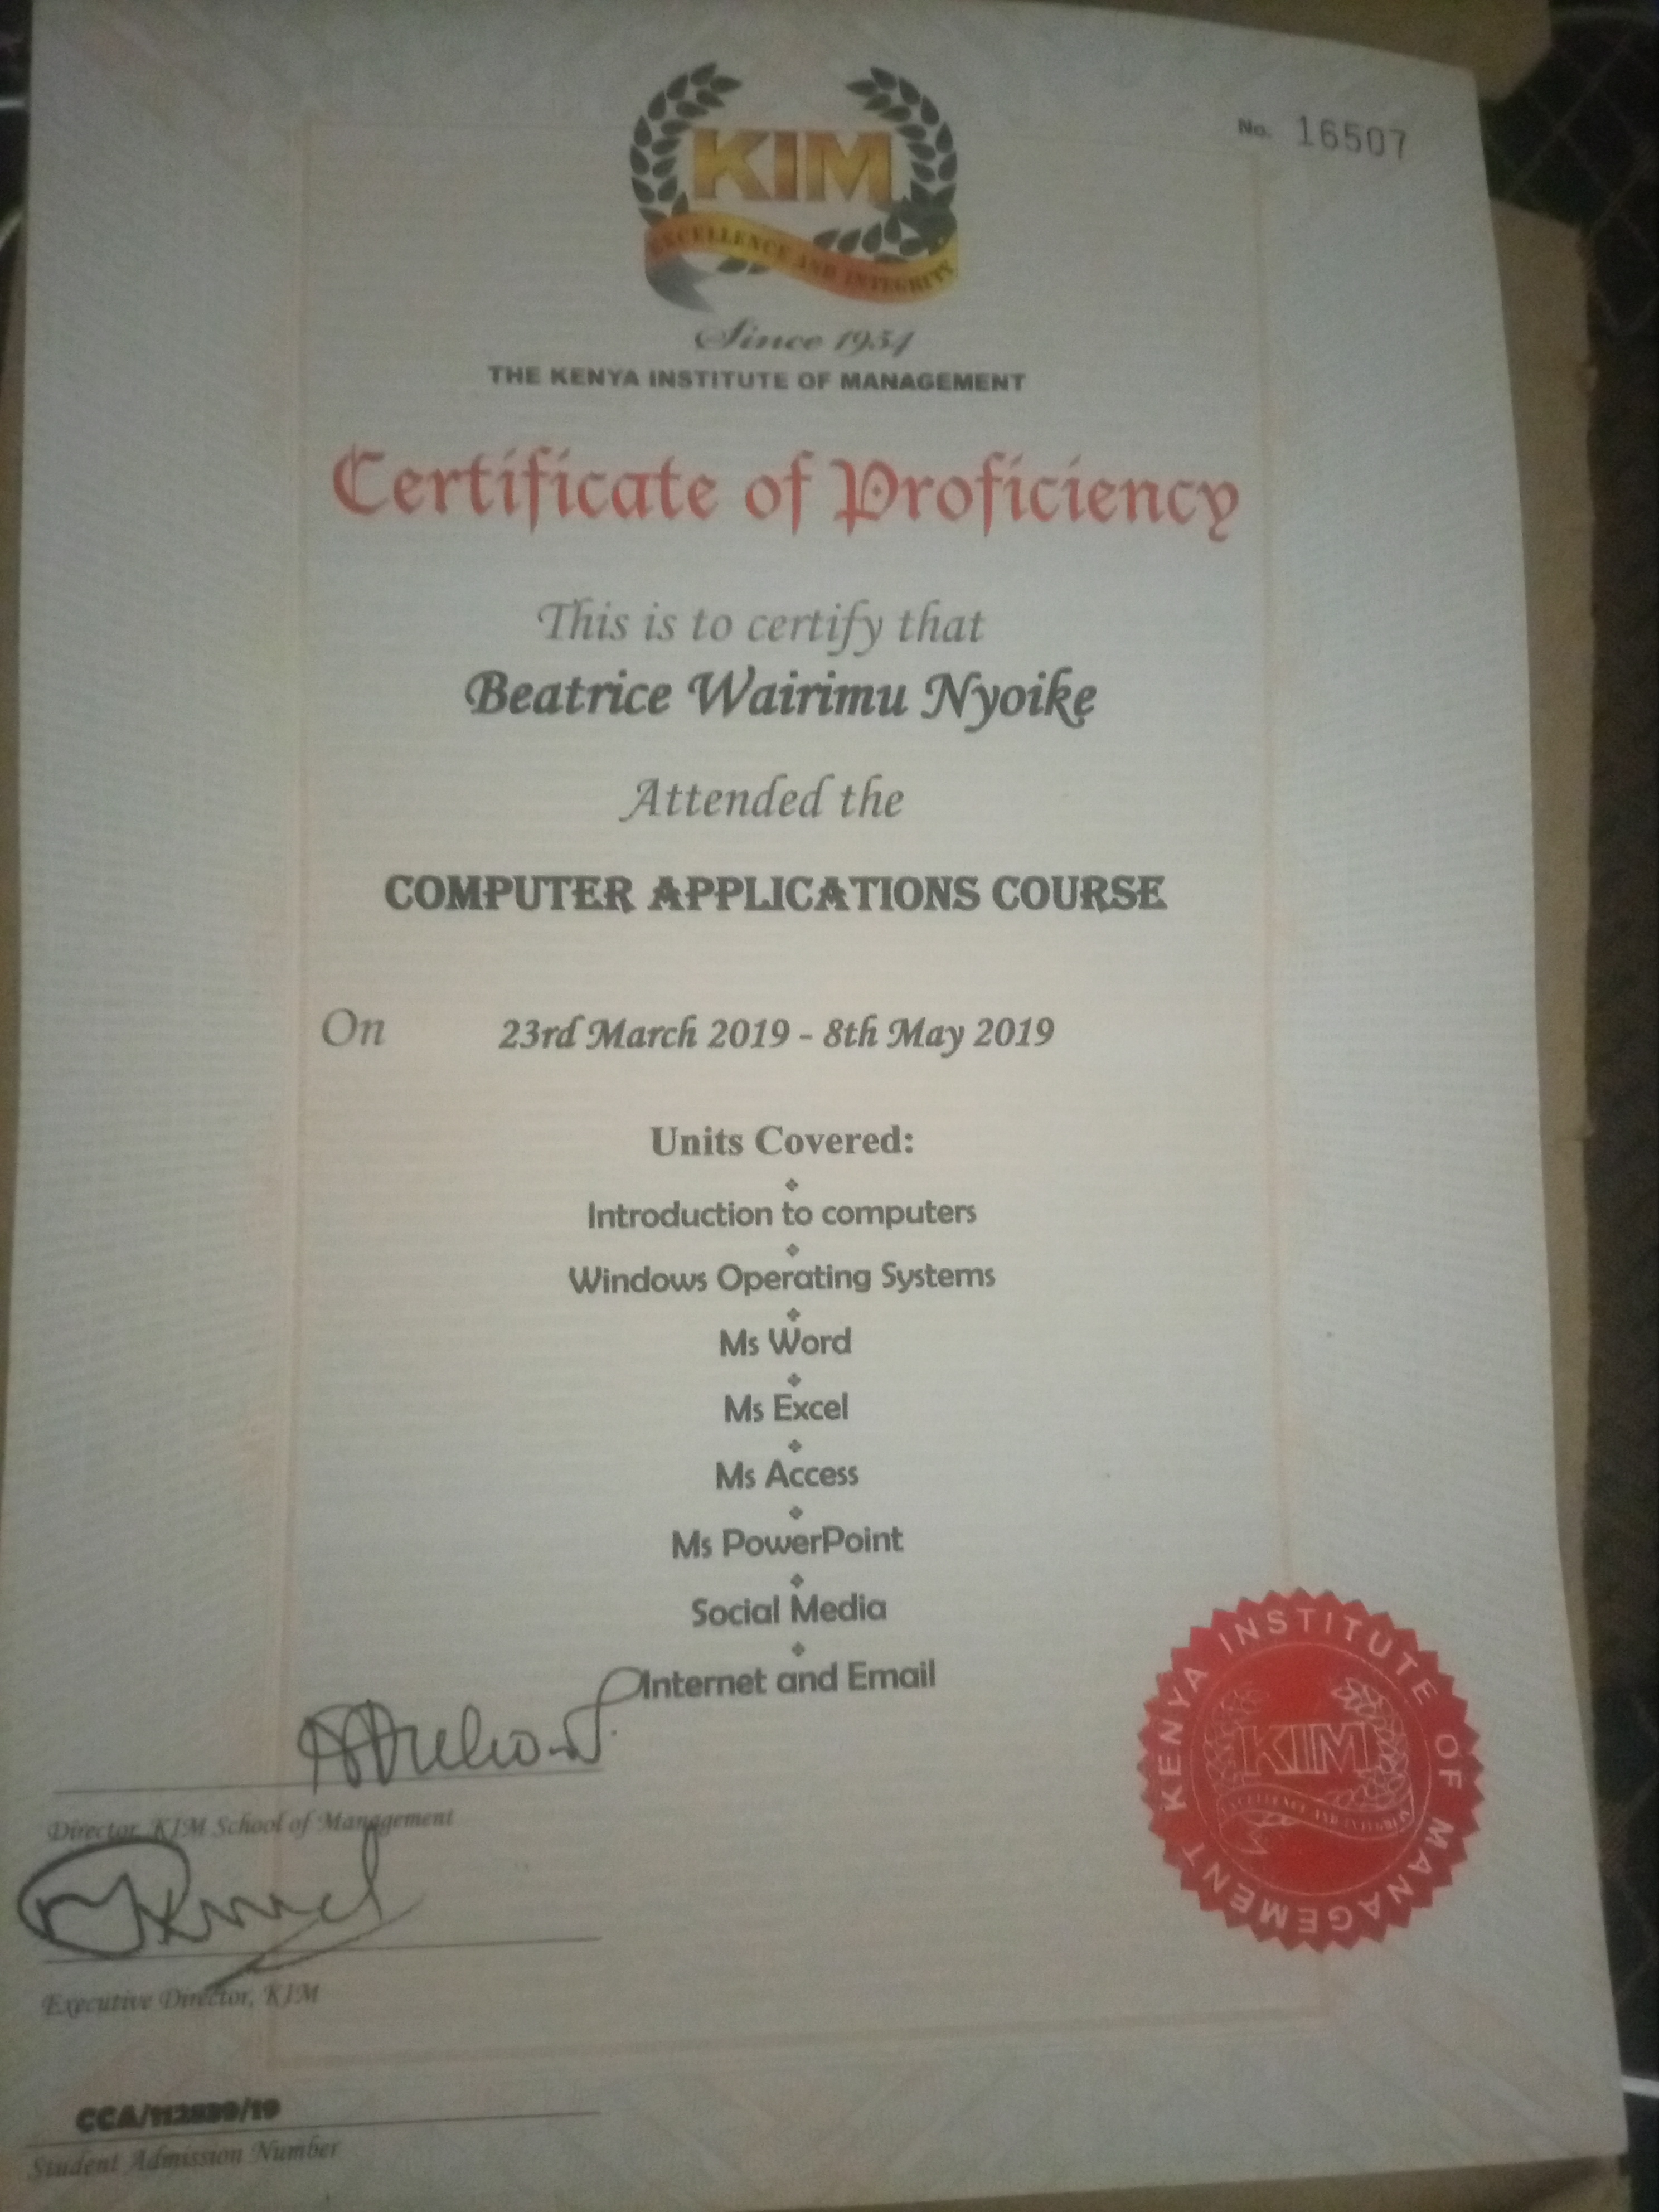 No. 16507
KIM
EXCELLENCE AND INTEGRITY
Since 1954
THE KENYA INSTITUTE OF MANAGEMENT
Certificate of Proficiency
This is to certify that
Beatrice Wairimu Nyoike
Attended the
COMPUTER APPLICATIONS COURSE
On 23rd March 2019 - 8th May 2019
Units Covered:
Introduction to computers
Windows Operating Systems
Ms Word
Ms Excel
Ms Access
Ms PowerPoint
Social Media
Internet and Email
Director, KIM School of Management
Executive Director, KIM
Student Admission Number
KENYA INSTITUTE OF MANAGEMENT
KIM
EXCELLENCE AND INTEGRITY